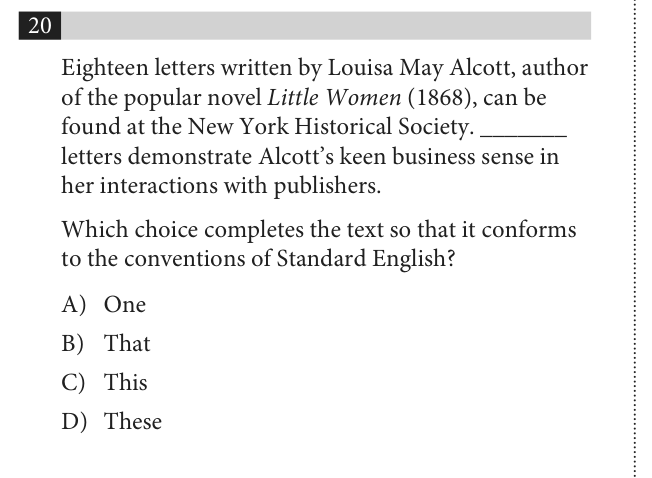 20
Eighteen letters written by Louisa May Alcott, author
of the popular novel Little Women (1868), can be
found at the New York Historical Society. _______
letters demonstrate Alcott’s keen business sense in
her interactions with publishers.
Which choice completes the text so that it conforms
to the conventions of Standard English?
A) One
B) That
C) This
D) These